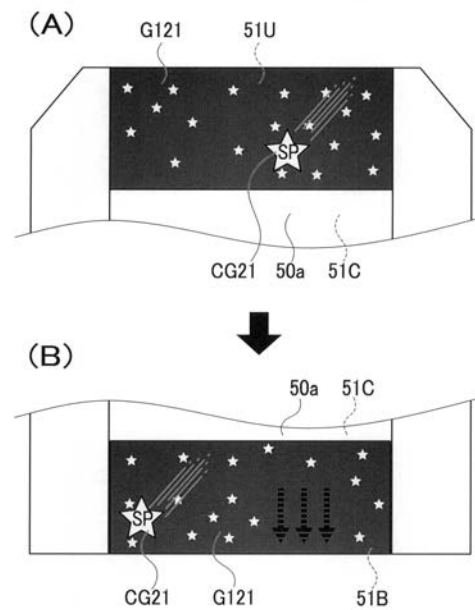 (A)
G121 51U
SP
CG21 50a 51C
(B)
50a 51C
SP
CG21 G121 51B